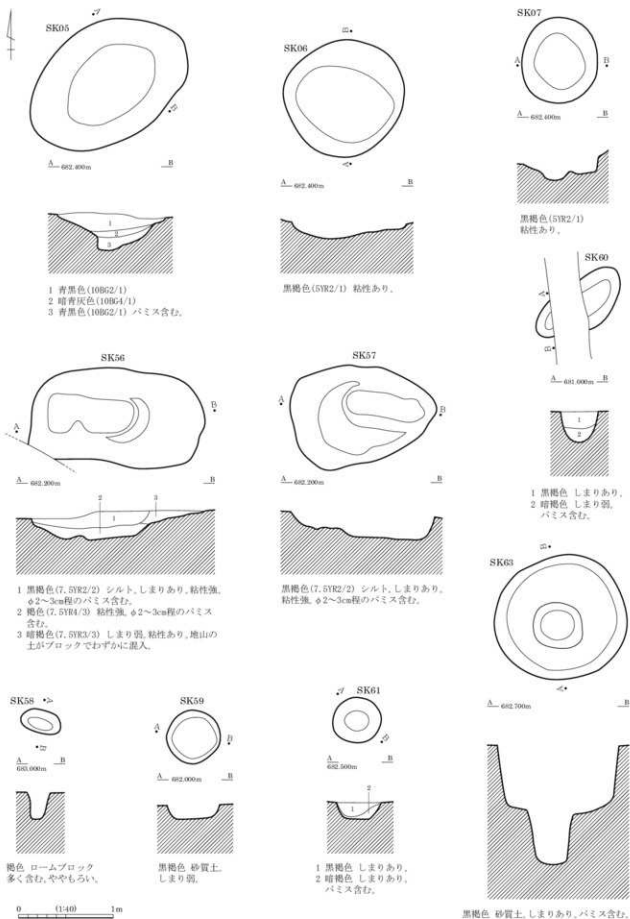 SK05
A
B
A 682.400m B
1 青黒色(10BG2/1)
2 暗青灰色(10BG4/1)
3 青黒色(10BG2/1) パミス含む。
1
2
3
SK06
B
A
A 682.400m B
黒褐色(5YR2/1) 粘性あり。
SK07
A
B
A 682.400m B
黒褐色(5YR2/1)
粘性あり。
SK60
A
B
A 681.000m B
1
2
1 黒褐色 しまりあり。
2 暗褐色 しまり弱。
パミス含む。
SK56
A
B
A 682.200m B
2 3
1
1 黒褐色(7.5YR2/2) シルト。しまりあり。粘性強。
φ2～3cm程のパミス含む。
2 褐色(7.5YR4/3) 粘性強。φ2～3cm程のパミス
含む。
3 暗褐色(7.5YR3/3) しまり弱。粘性あり。地山の
土がブロックでわずかに混入。
SK57
A
B
A 682.200m B
黒褐色(7.5YR2/2) シルト。しまりあり。
粘性強。φ2～3cm程のパミス含む。
SK63
B
A
A 682.700m B
黒褐色 砂質土。しまりあり。パミス含む。
SK58
A
B
A 683.000m B
褐色 ロームブロック
多く含む。ややもろい。
SK59
A
B
A 682.000m B
黒褐色 砂質土。
しまり弱。
SK61
A
B
A 682.500m B
2
1
1 黒褐色 しまりあり。
2 暗褐色 しまりあり。
パミス含む。
0 (1:40) 1m